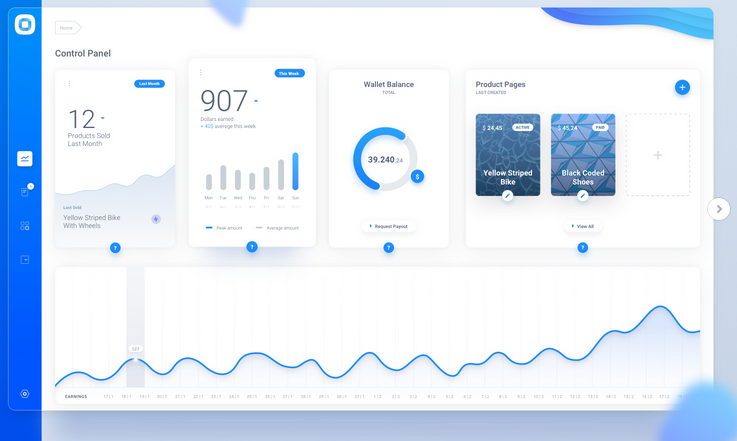 Home
Control Panel
Last Month
12
Products Sold
Last Month
Last Sold
Yellow Striped Bike
With Wheels
?
This Week
907
Dollars earned
average this week
Mon Tue Wed Thu Fri Sat Sun
Peak amount
Average amount
?
Wallet Balance
TOTAL
39.240,24
$
Request Payout
?
Product Pages
LAST CREATED
+
$ 24,45 ACTIVE
Yellow Striped
Bike
$ 45,24 PAID
Black Coded
Shoes
+
View All
?
EARNINGS